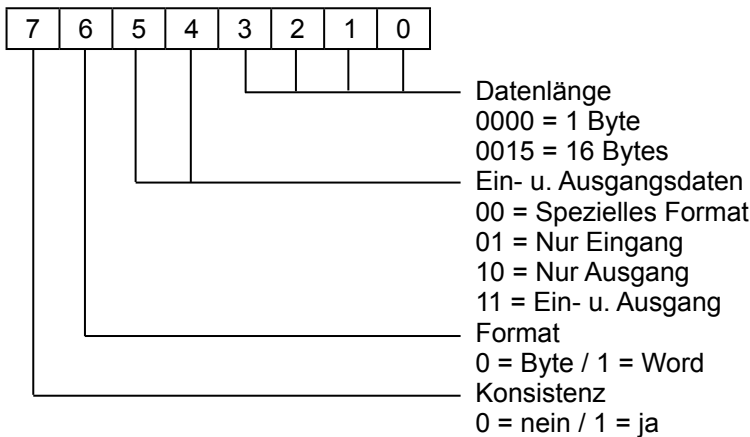 7 6 5 4 3 2 1 0
Datenlänge
0000 = 1 Byte
0015 = 16 Bytes
Ein- u. Ausgangsdaten
00 = Spezielles Format
01 = Nur Eingang
10 = Nur Ausgang
11 = Ein- u. Ausgang
Format
0 = Byte / 1 = Word
Konsistenz
0 = nein / 1 = ja